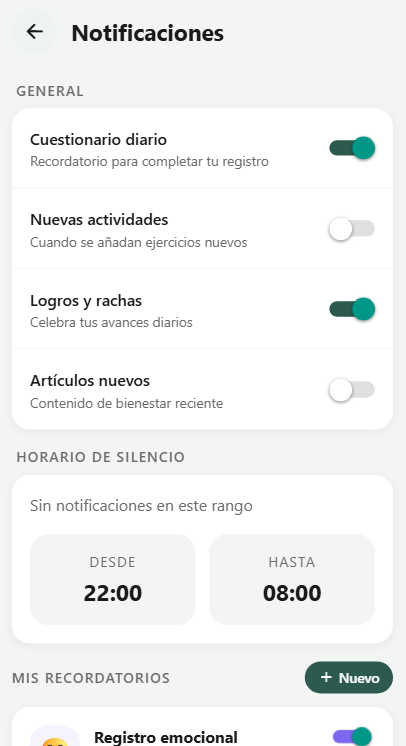 Notificaciones
GENERAL
Cuestionario diario
Recordatorio para completar tu registro
Nuevas actividades
Cuando se añadan ejercicios nuevos
Logros y rachas
Celebra tus avances diarios
Artículos nuevos
Contenido de bienestar reciente
HORARIO DE SILENCIO
Sin notificaciones en este rango
DESDE
22:00
HASTA
08:00
MIS RECORDATORIOS
+ Nuevo
Registro emocional